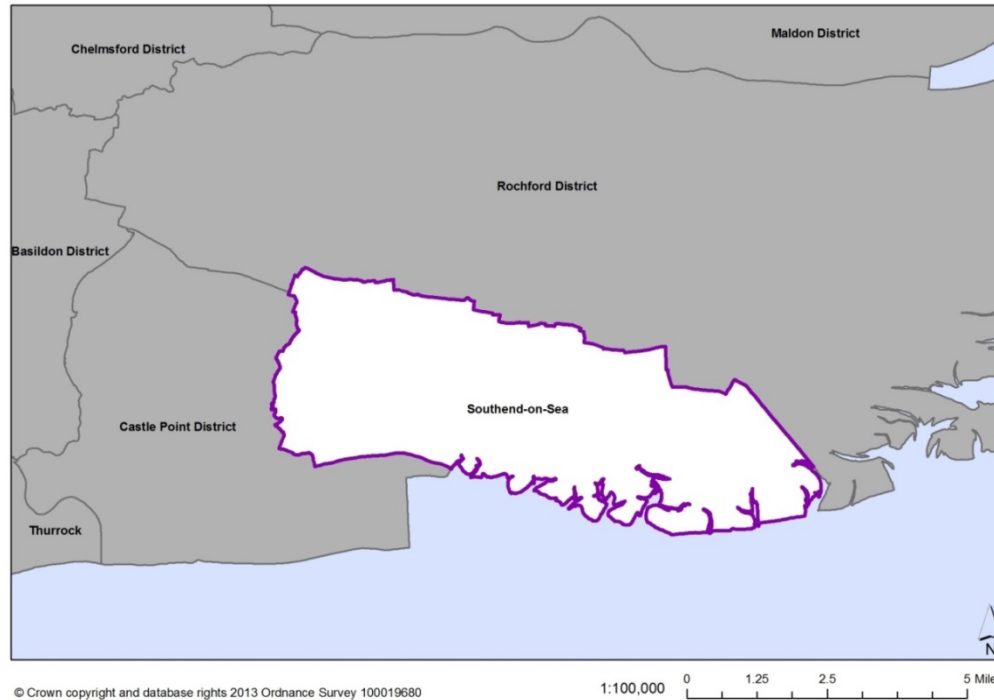 Chelmsford District
Maldon District
Rochford District
Basildon District
Southend-on-Sea
Castle Point District
Thurrock
N
© Crown copyright and database rights 2013 Ordnance Survey 100019680
1:100,000
0 1.25 2.5 5 Mile